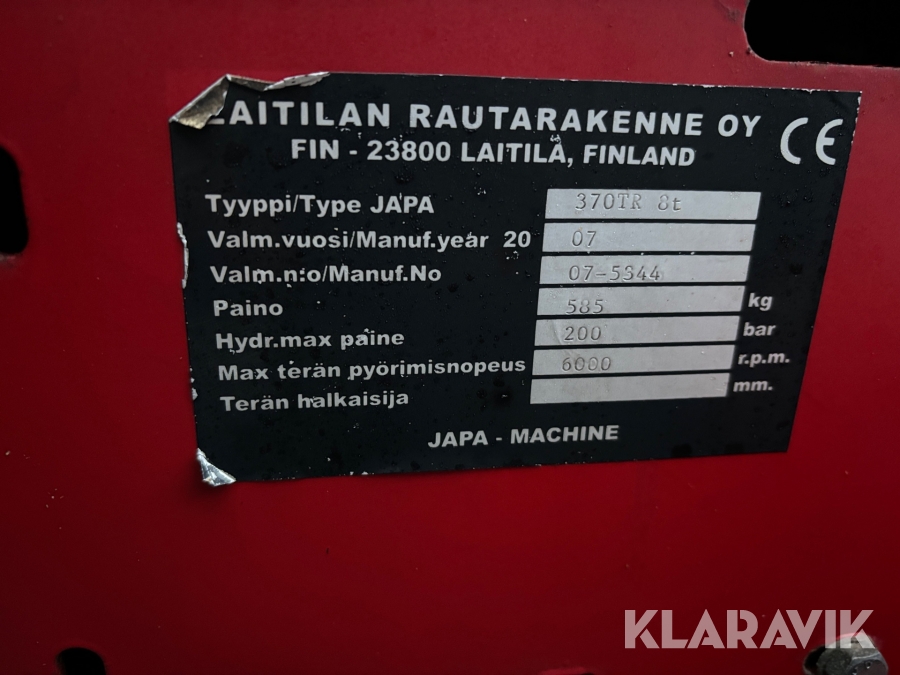 LAITILAN RAUTARAKENNE OY
FIN - 23800 LAITILA, FINLAND
CE
Tyyppi/Type JAPA 370TR 8t
Valm.vuosi/Manuf.year 20 07
Valm.n:o/Manuf.No 07-5344
Paino 585 kg
Hydr.max paine 200 bar
Max terän pyörimisnopeus 6000 r.p.m.
Terän halkaisija mm.
JAPA - MACHINE
KLARAVIK